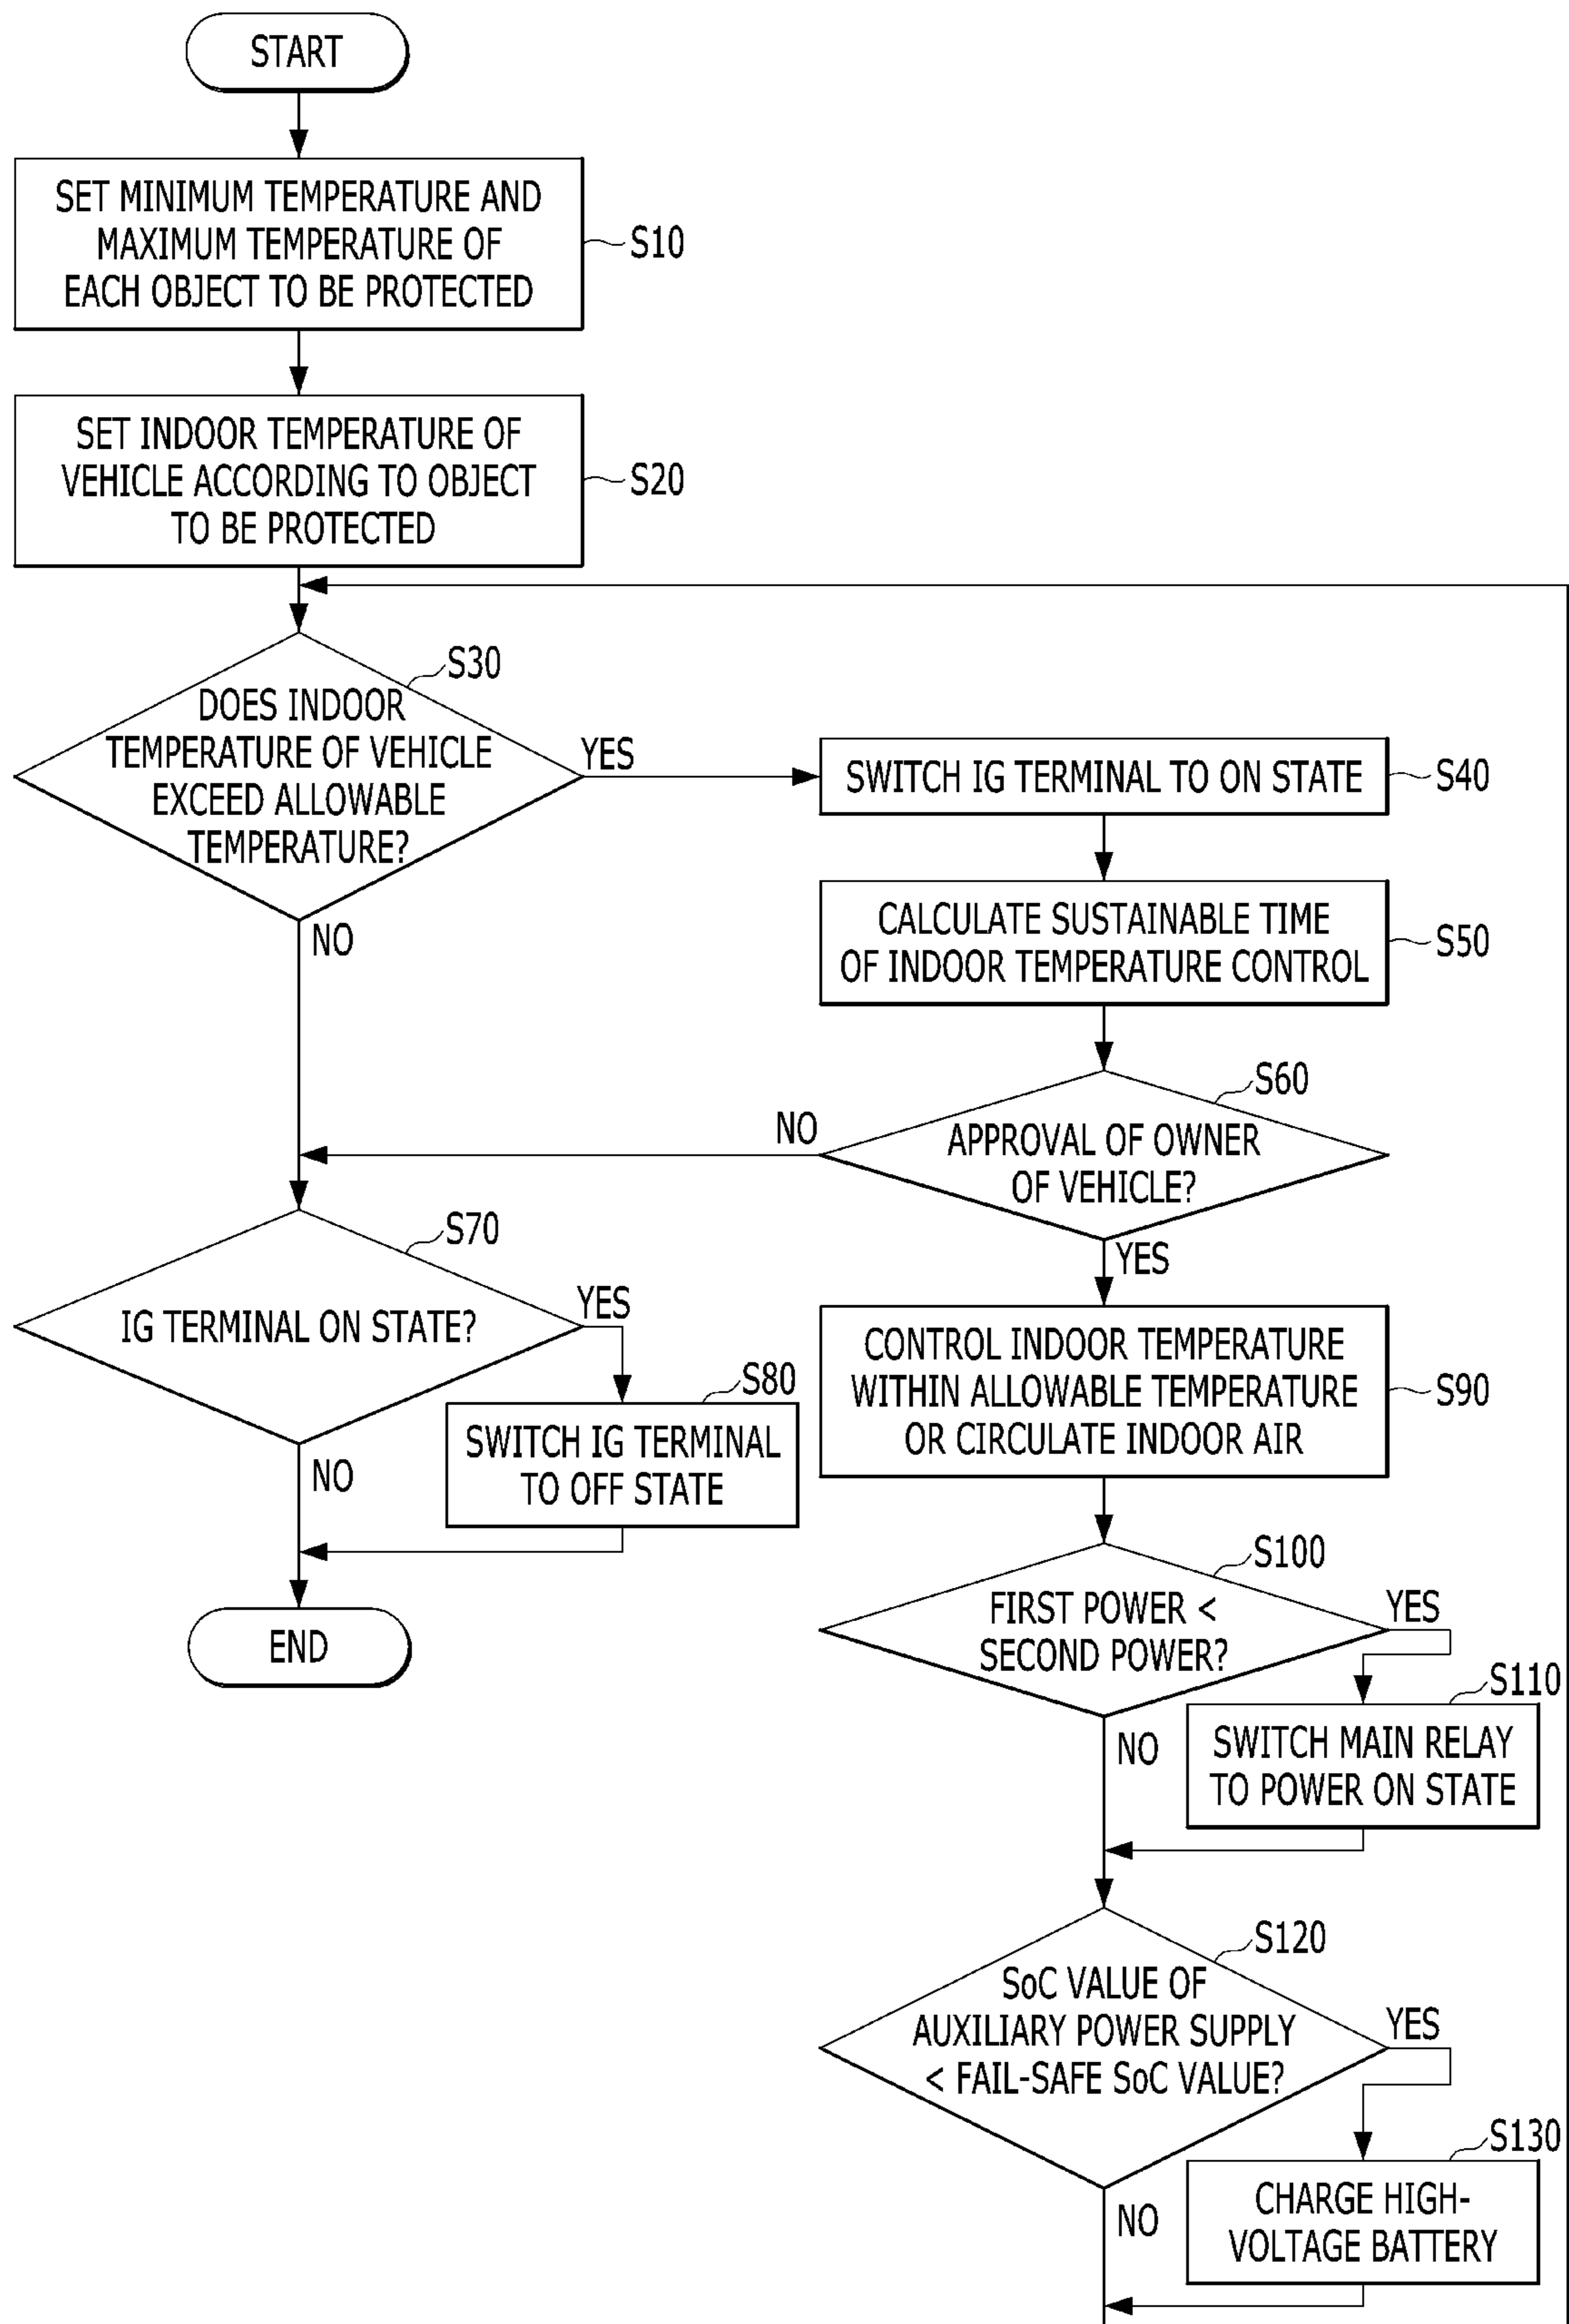 START
SET MINIMUM TEMPERATURE AND
MAXIMUM TEMPERATURE OF
EACH OBJECT TO BE PROTECTED
S10
SET INDOOR TEMPERATURE OF
VEHICLE ACCORDING TO OBJECT
TO BE PROTECTED
S20
S30
DOES INDOOR
TEMPERATURE OF VEHICLE
EXCEED ALLOWABLE
TEMPERATURE?
YES
NO
SWITCH IG TERMINAL TO ON STATE
S40
CALCULATE SUSTAINABLE TIME
OF INDOOR TEMPERATURE CONTROL
S50
S60
APPROVAL OF OWNER
OF VEHICLE?
NO
YES
S70
IG TERMINAL ON STATE?
YES
NO
S80
SWITCH IG TERMINAL
TO OFF STATE
END
CONTROL INDOOR TEMPERATURE
WITHIN ALLOWABLE TEMPERATURE
OR CIRCULATE INDOOR AIR
S90
S100
FIRST POWER <
SECOND POWER?
YES
NO
S110
SWITCH MAIN RELAY
TO POWER ON STATE
S120
SoC VALUE OF
AUXILIARY POWER SUPPLY
< FAIL-SAFE SoC VALUE?
YES
NO
S130
CHARGE HIGH-
VOLTAGE BATTERY